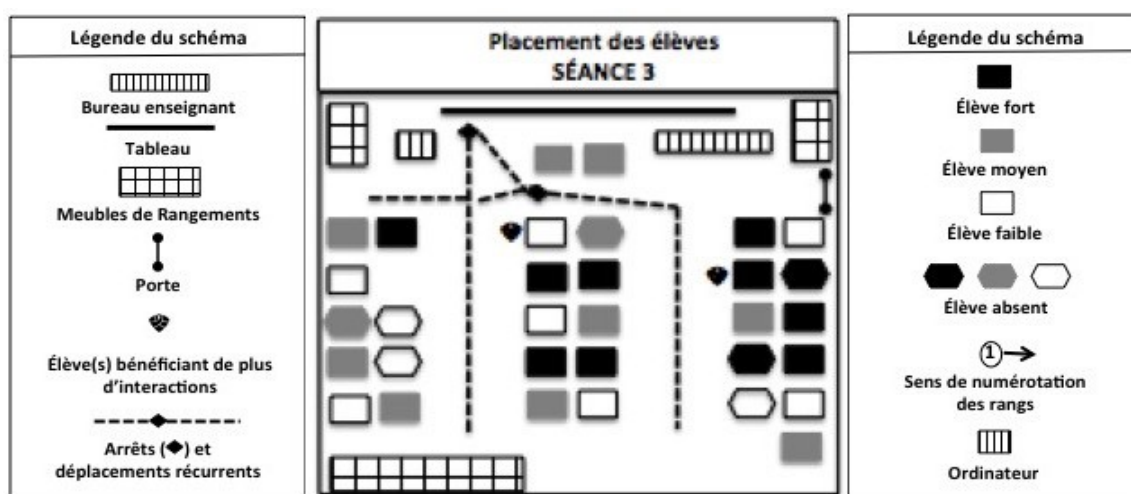 Légende du schéma
Bureau enseignant
Tableau
Meubles de Rangements
Porte
Élève(s) bénéficiant de plus
d'interactions
Arrêts (◆) et
déplacements récurrents
Placement des élèves
SÉANCE 3
Légende du schéma
Élève fort
Élève moyen
Élève faible
Élève absent
1
Sens de numérotation
des rangs
Ordinateur